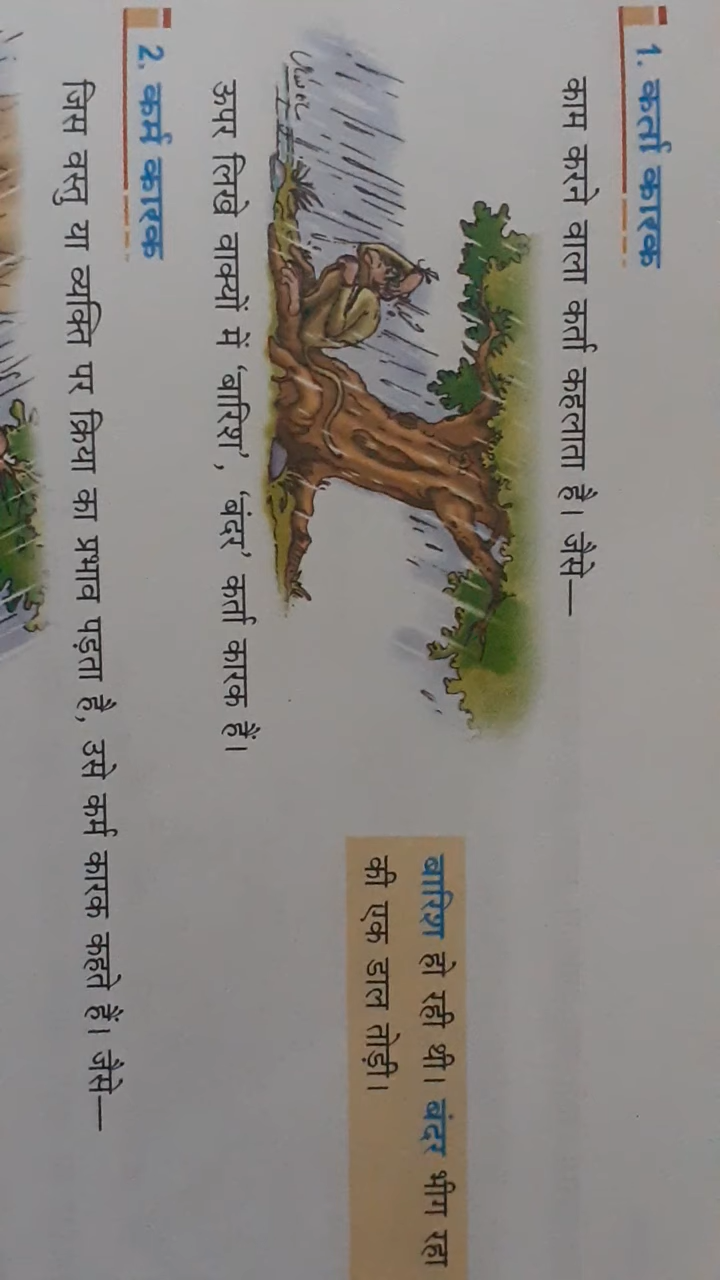 1. कर्ता कारक
काम करने वाला कर्ता कहलाता है। जैसे—
बारिश हो रही थी। बंदर भीग रहा
की एक डाल तोड़ी।
ऊपर लिखे वाक्यों में 'बारिश', 'बंदर' कर्ता कारक हैं।
2. कर्म कारक
जिस वस्तु या व्यक्ति पर क्रिया का प्रभाव पड़ता है, उसे कर्म कारक कहते हैं। जैसे—